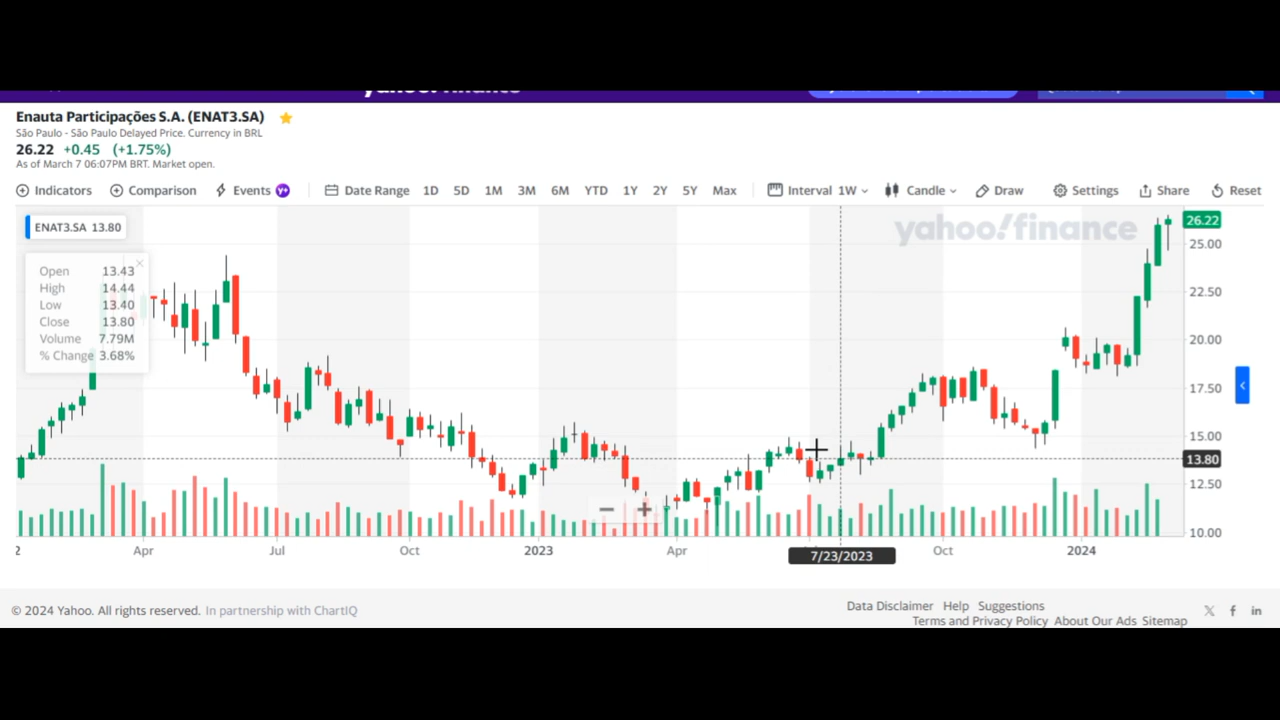 yahoo! finance
Enauta Participações S.A. (ENAT3.SA)
São Paulo - São Paulo Delayed Price. Currency in BRL
26.22 +0.45 (+1.75%)
As of March 7 06:07PM BRT. Market open.
Indicators Comparison Events Y+ Date Range 1D 5D 1M 3M 6M YTD 1Y 2Y 5Y Max Interval 1W Candle Draw Settings Share Reset
ENAT3.SA 13.80
yahoo!finance
26.22
25.00
22.50
20.00
17.50
15.00
13.80
12.50
10.00
Open 13.43
High 14.44
Low 13.40
Close 13.80
Volume 7.79M
% Change 3.68%
2 Apr Jul Oct 2023 Apr 7/23/2023 Oct 2024
© 2024 Yahoo. All rights reserved. In partnership with ChartIQ
Data Disclaimer Help Suggestions
Terms and Privacy Policy About Our Ads Sitemap